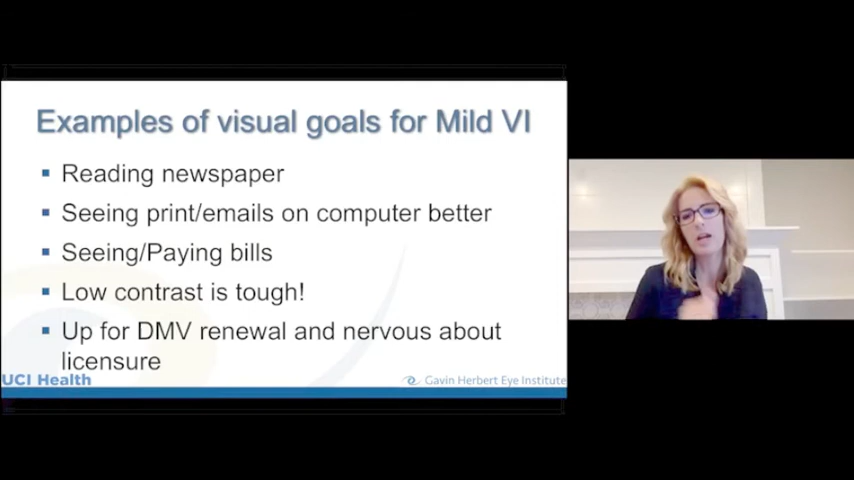 Examples of visual goals for Mild VI
Reading newspaper
Seeing print/emails on computer better
Seeing/Paying bills
Low contrast is tough!
Up for DMV renewal and nervous about
licensure
UCI Health
Gavin Herbert Eye Institute